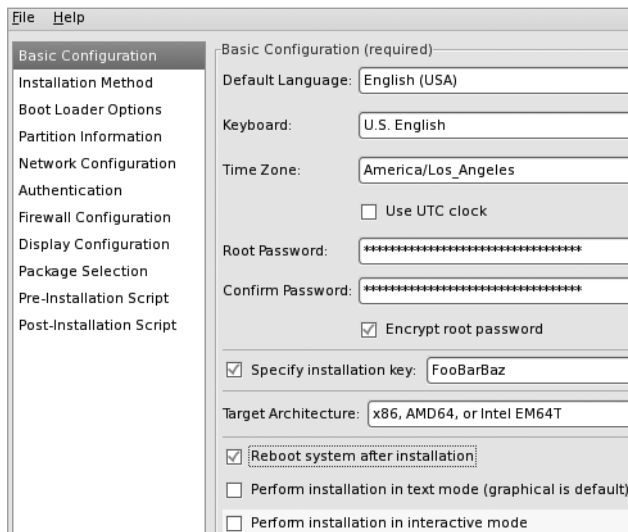 File Help
Basic Configuration
Installation Method
Boot Loader Options
Partition Information
Network Configuration
Authentication
Firewall Configuration
Display Configuration
Package Selection
Pre-Installation Script
Post-Installation Script
Basic Configuration (required)
Default Language: English (USA)
Keyboard: U.S. English
Time Zone: America/Los_Angeles
Use UTC clock
Root Password: **********************************
Confirm Password: **********************************
Encrypt root password
Specify installation key: FooBarBaz
Target Architecture: x86, AMD64, or Intel EM64T
Reboot system after installation
Perform installation in text mode (graphical is default)
Perform installation in interactive mode